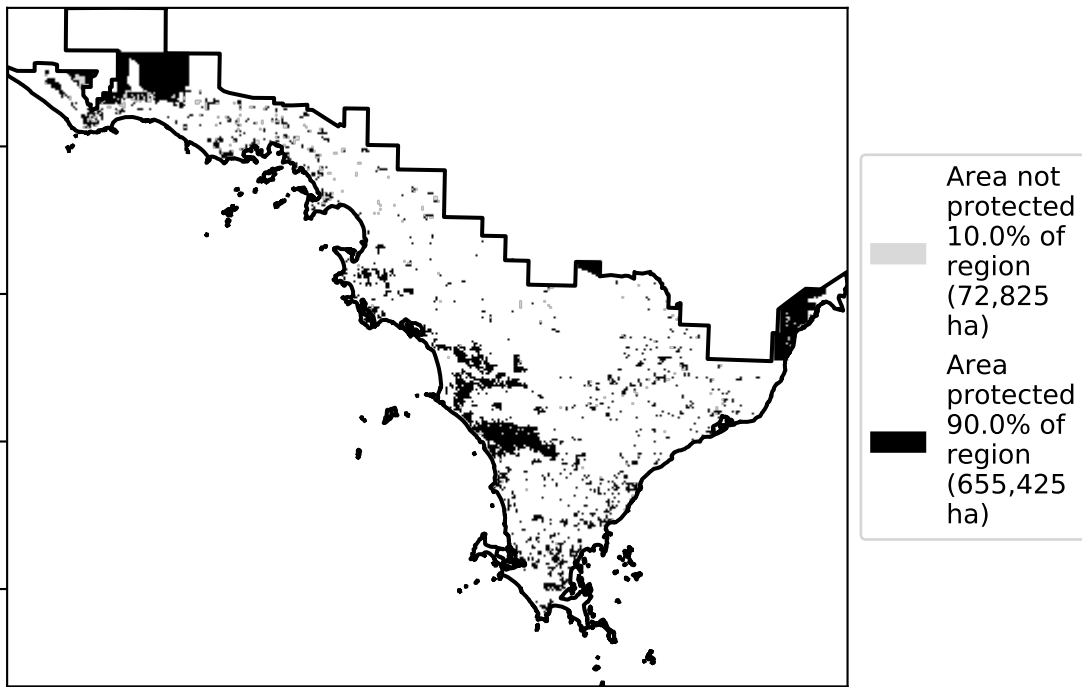 Area not
protected
10.0% of
region
(72,825
ha)
Area
protected
90.0% of
region
(655,425
ha)